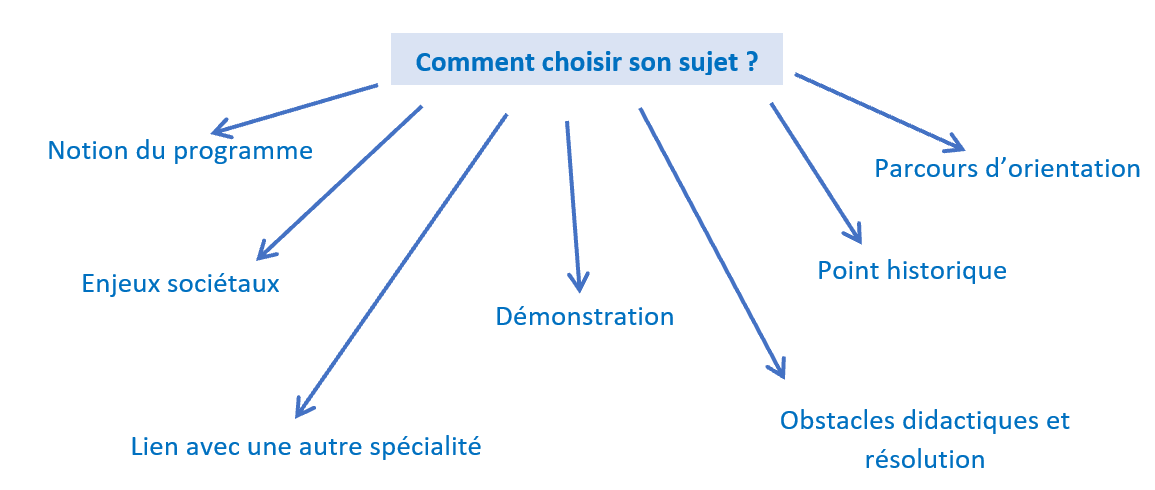 Comment choisir son sujet ?
Notion du programme
Parcours d’orientation
Enjeux sociétaux
Point historique
Démonstration
Lien avec une autre spécialité
Obstacles didactiques et
résolution